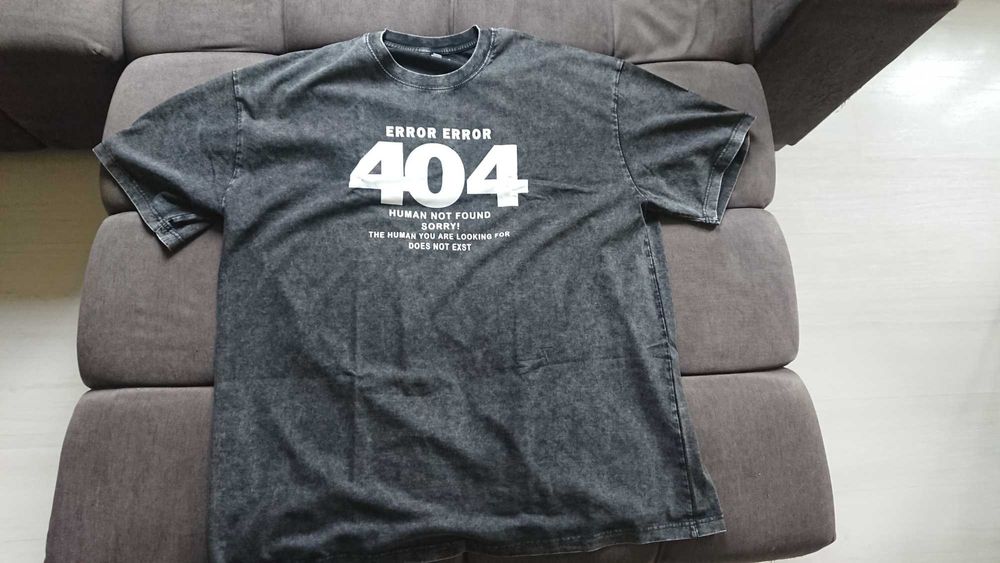 ERROR ERROR
404
HUMAN NOT FOUND
SORRY!
THE HUMAN YOU ARE LOOKING FOR
DOES NOT EXST